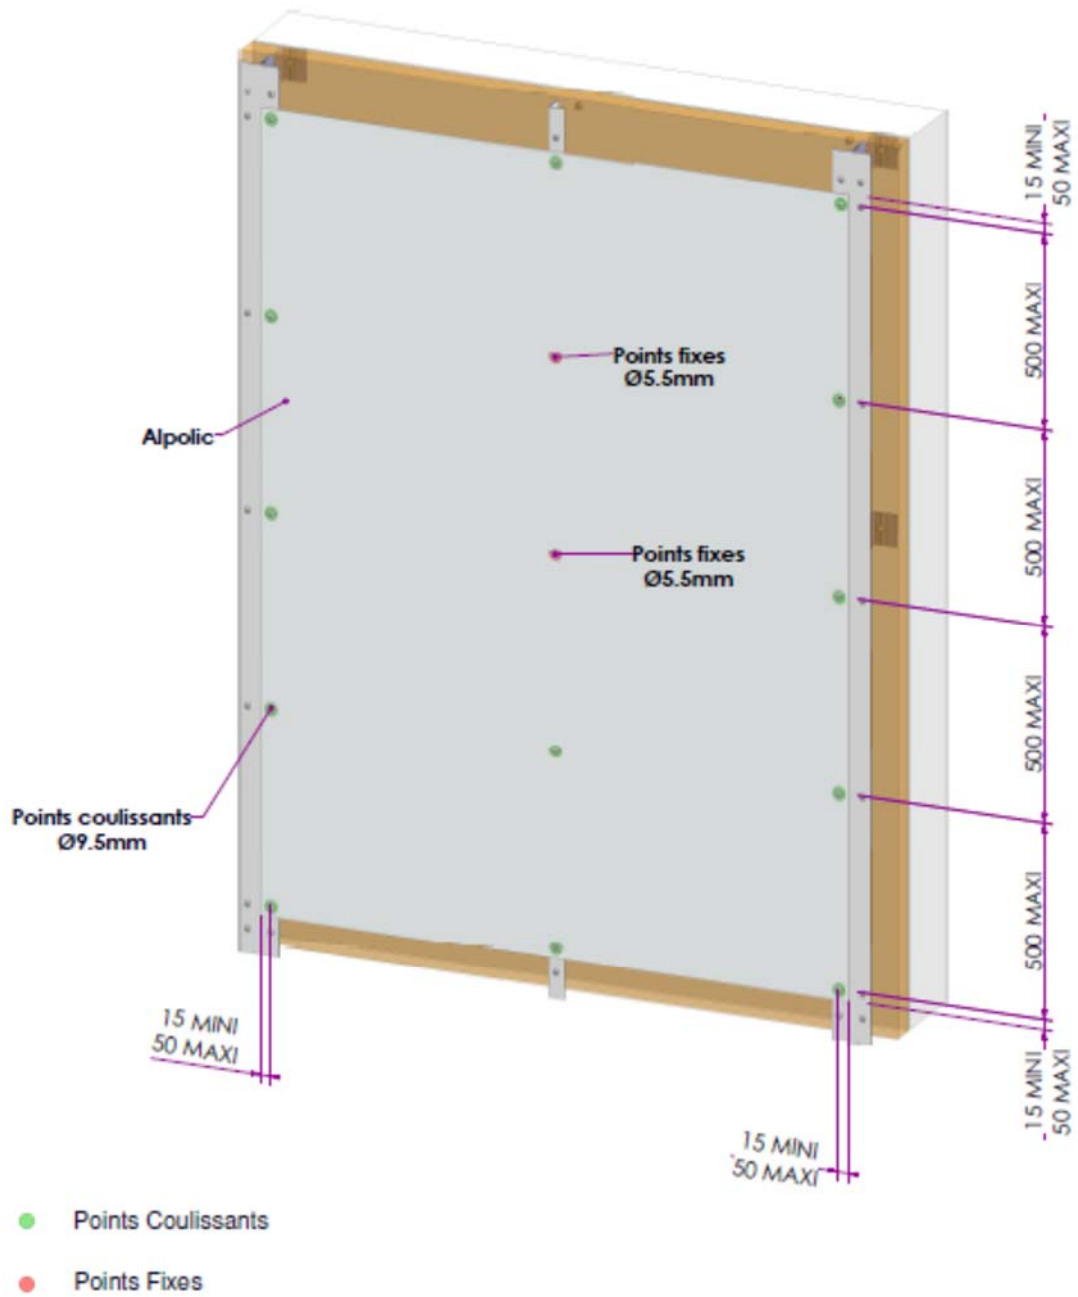 15 MINI
50 MAXI
500 MAXI
Points fixes
Ø5.5mm
Alpolic
500 MAXI
Points fixes
Ø5.5mm
500 MAXI
Points coulissants
Ø9.5mm
500 MAXI
15 MINI
50 MAXI
15 MINI
50 MAXI
15 MINI
50 MAXI
Points Coulissants
Points Fixes